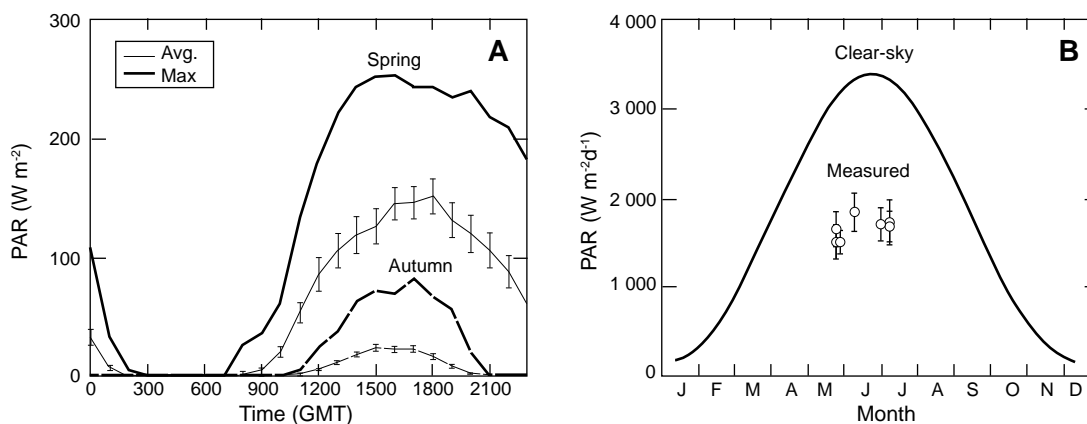 300
200
100
0
PAR (W m-2)
Avg.
Max
A
Spring
Autumn
0 300 600 900 1200 1500 1800 2100
Time (GMT)
4 000
3 000
2 000
1 000
0
PAR (W m-2d-1)
B
Clear-sky
Measured
J F M A M J J A S O N D
Month